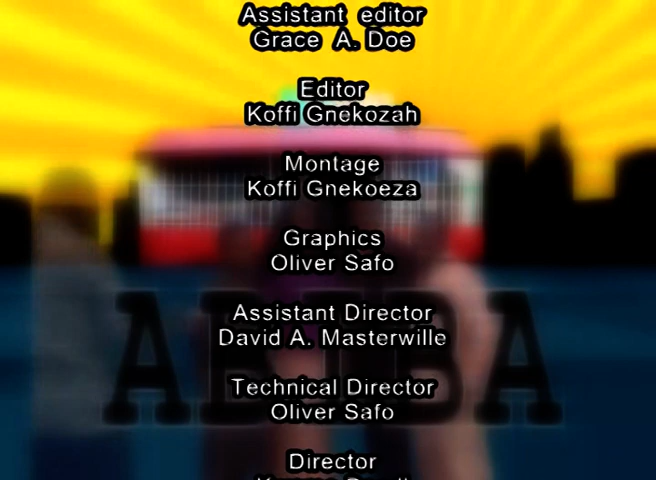 Assistant editor
Grace A. Doe
Editor
Koffi Gnekozah
Montage
Koffi Gnekoeza
Graphics
Oliver Safo
Assistant Director
David A. Masterwille
Technical Director
Oliver Safo
Director